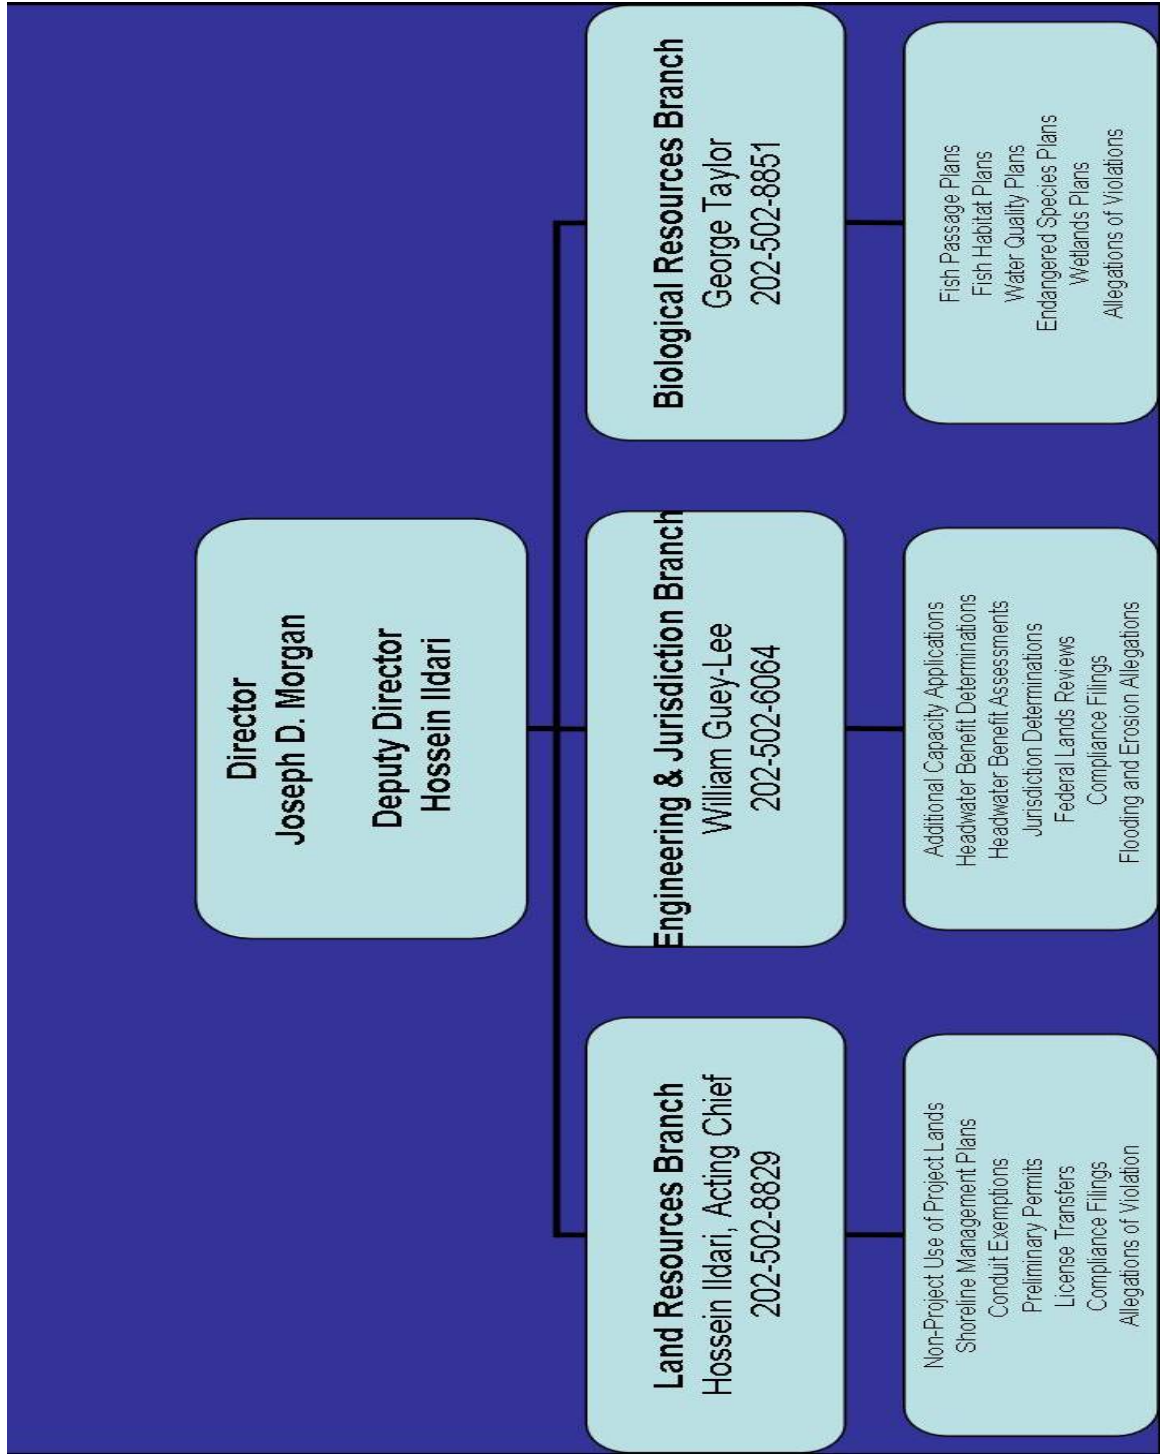 Director
Joseph D. Morgan
Deputy Director
Hossein Ildari
Land Resources Branch
Hossein Ildari, Acting Chief
202-502-8829
Engineering & Jurisdiction Branch
William Guey-Lee
202-502-6064
Biological Resources Branch
George Taylor
202-502-8851
Non-Project Use of Project Lands
Shoreline Management Plans
Conduit Exemptions
Preliminary Permits
License Transfers
Compliance Filings
Allegations of Violation
Additional Capacity Applications
Headwater Benefit Determinations
Headwater Benefit Assessments
Jurisdiction Determinations
Federal Lands Reviews
Compliance Filings
Flooding and Erosion Allegations
Fish Passage Plans
Fish Habitat Plans
Water Quality Plans
Endangered Species Plans
Wetlands Plans
Allegations of Violations